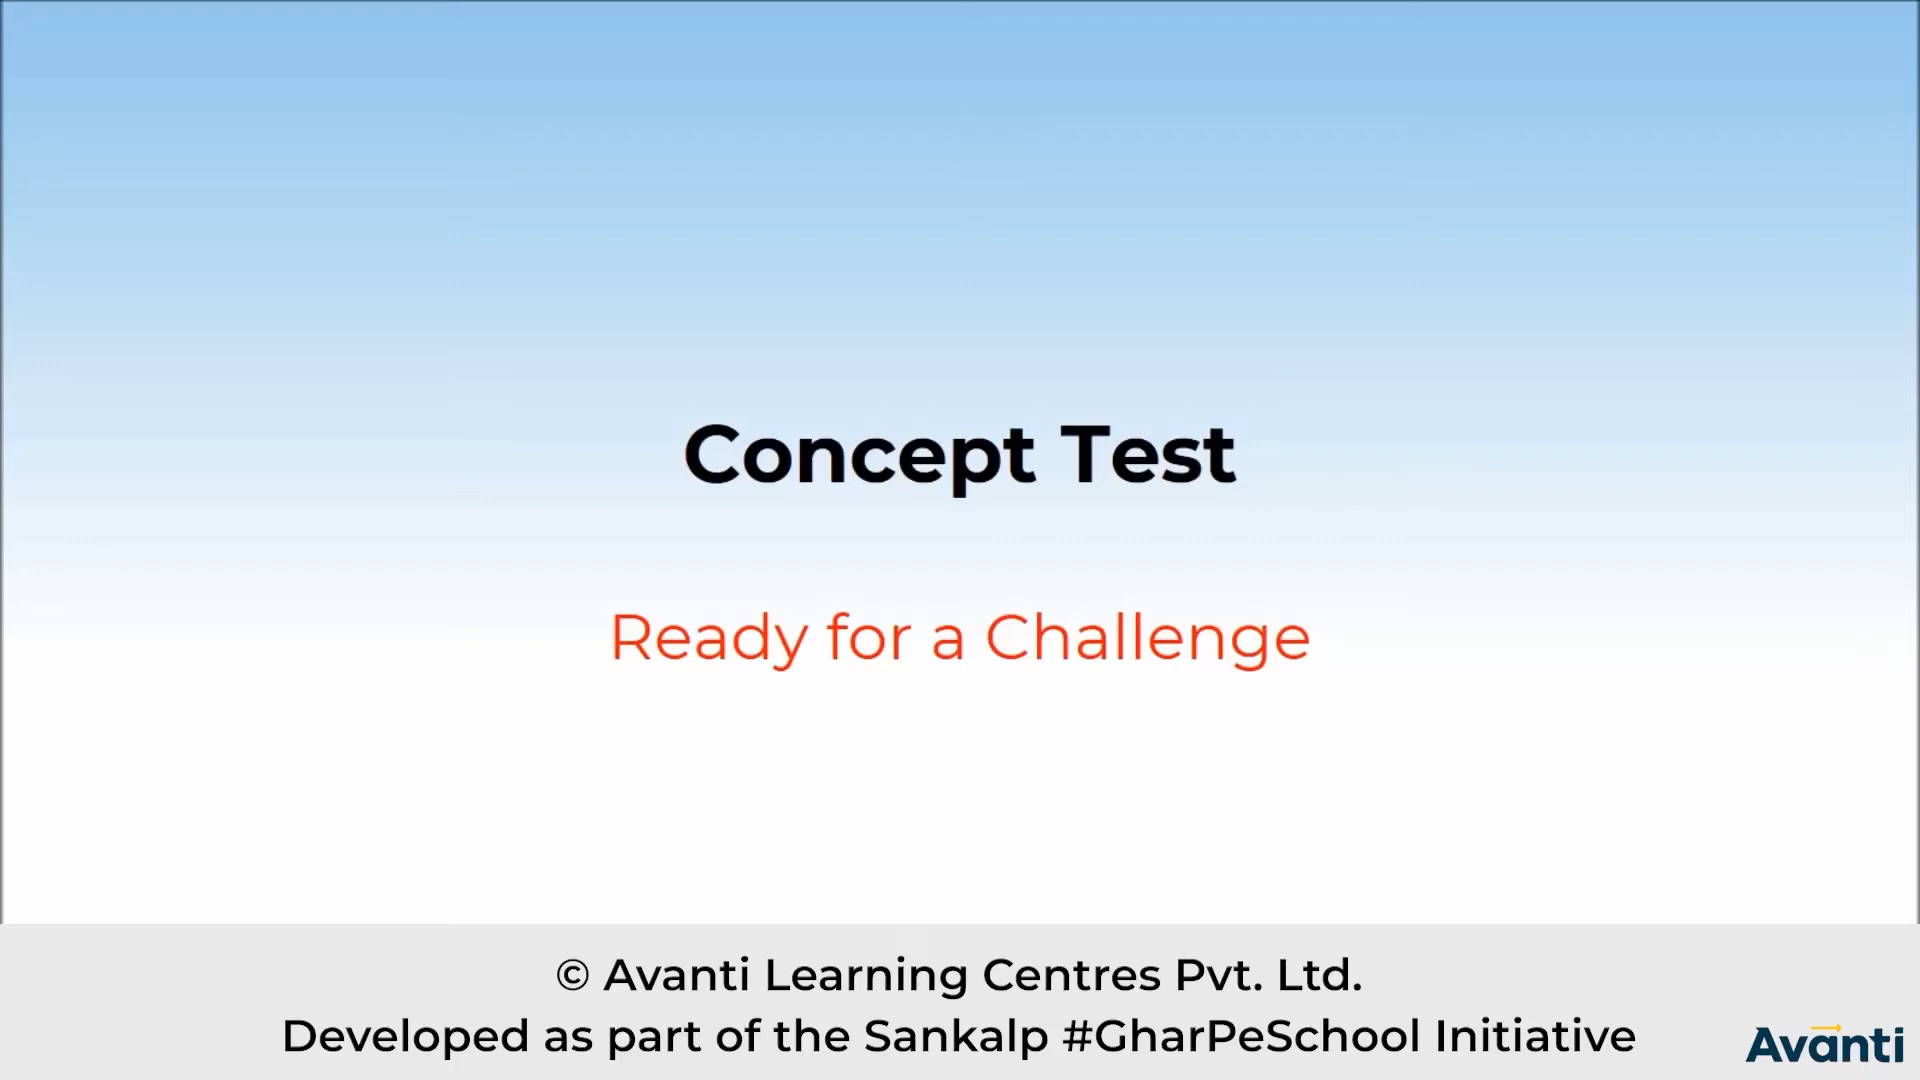 Concept Test
Ready for a Challenge
© Avanti Learning Centres Pvt. Ltd.
Developed as part of the Sankalp #GharPeSchool Initiative
Avanti